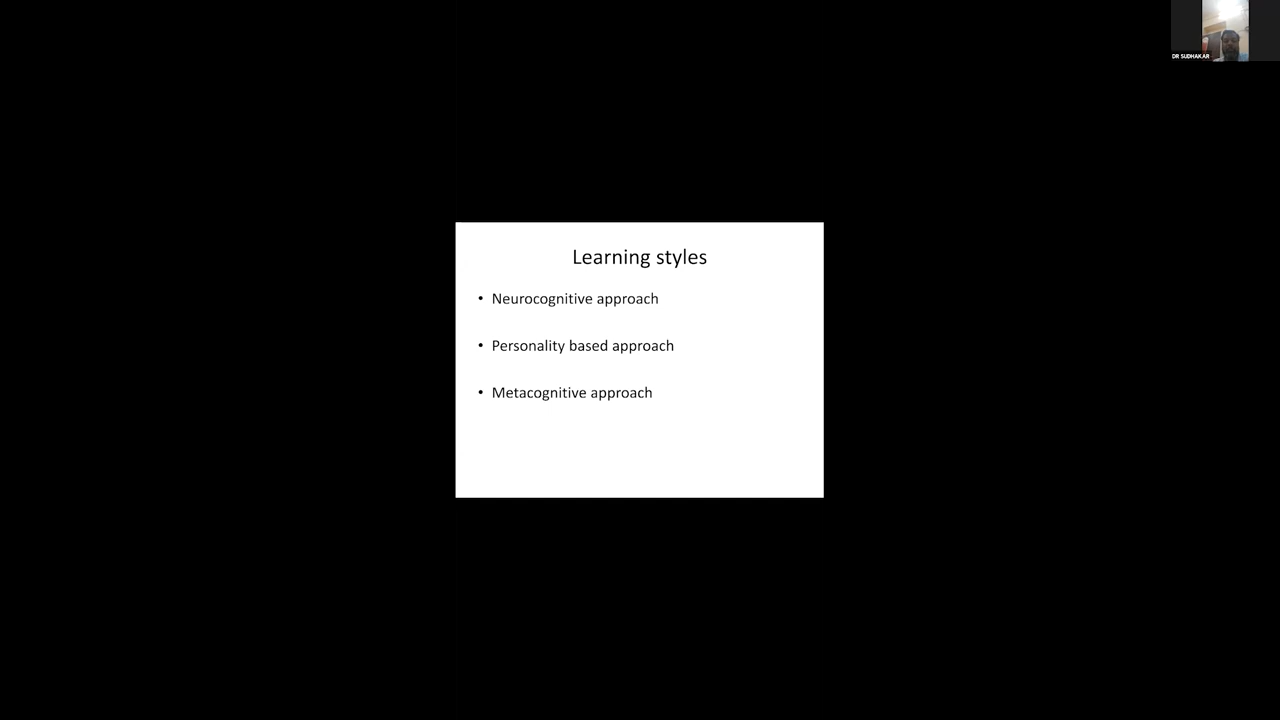 DR SUDHAKAR
Learning styles
• Neurocognitive approach
• Personality based approach
• Metacognitive approach